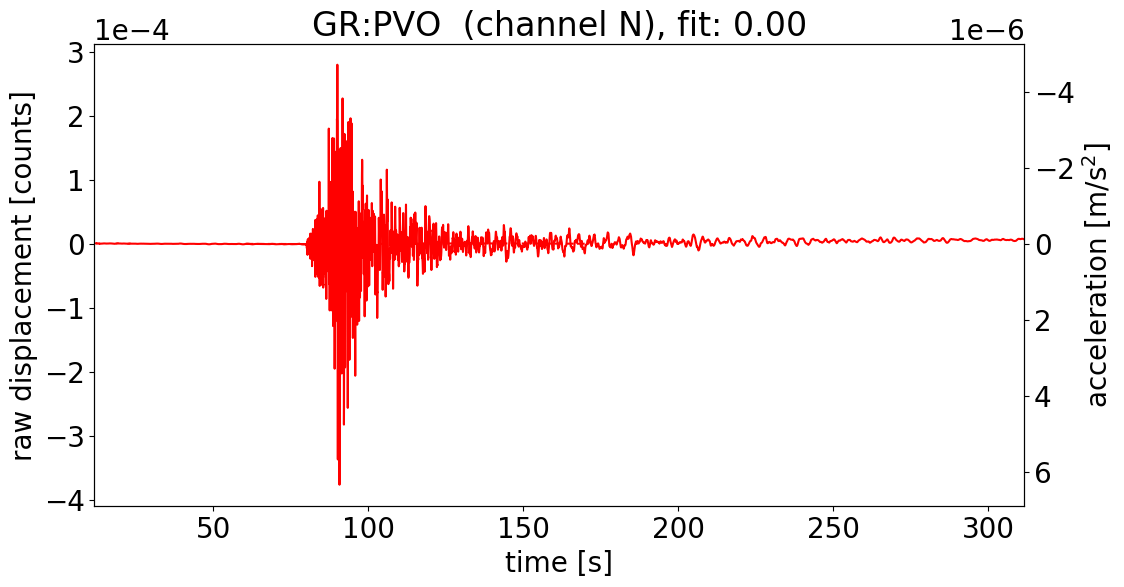 GR:PVO  (channel N), fit: 0.00
1e−4
1e−6
3
2
1
0
−1
−2
−3
−4
raw displacement [counts]
−4
−2
0
2
4
6
acceleration [m/s²]
50 100 150 200 250 300
time [s]